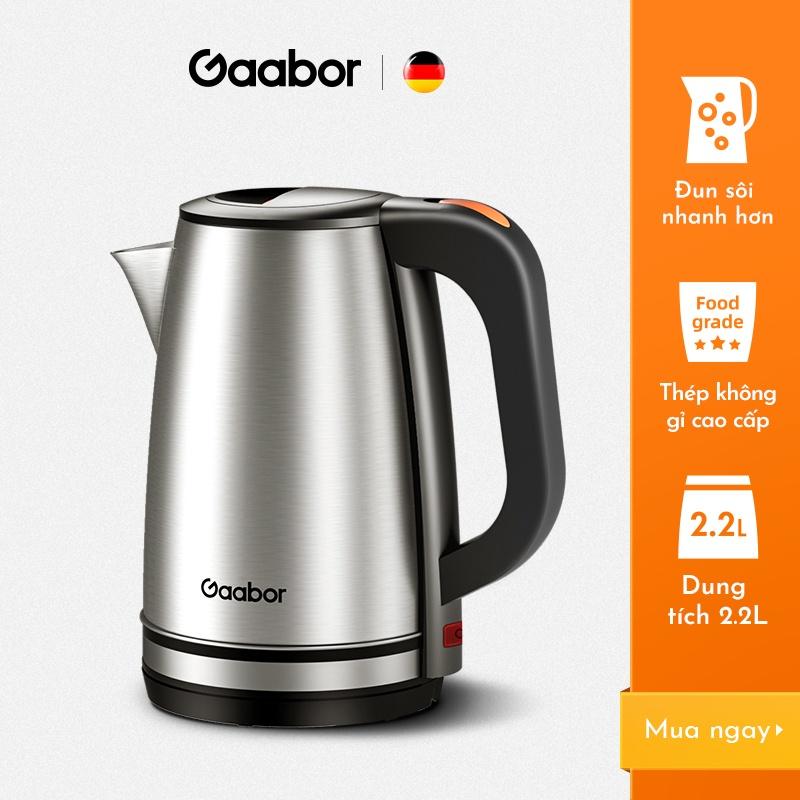 Gaabor
Đun sôi
nhanh hơn
Food
grade
Thép không
gỉ cao cấp
2.2L
Dung
tích 2.2L
Gaabor
Mua ngay